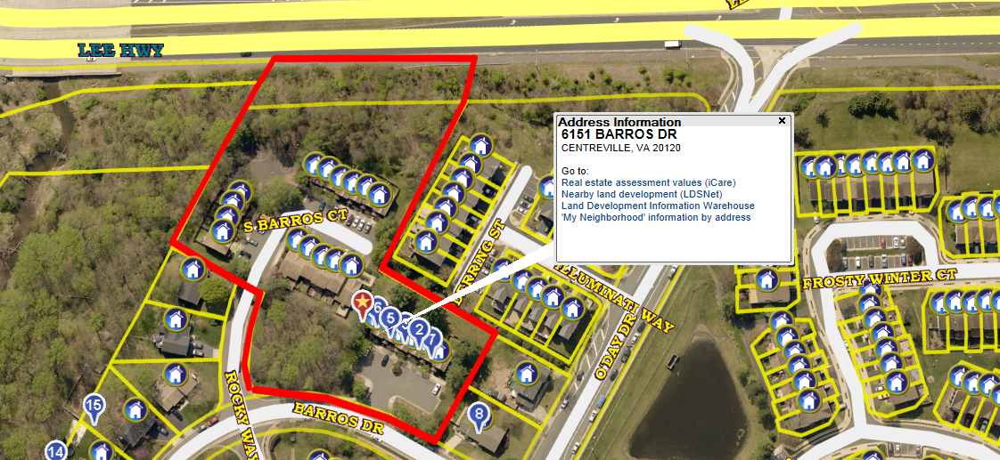 LEE HWY
Address Information
6151 BARROS DR
CENTREVILLE, VA 20120
Go to:
Real estate assessment values (iCare)
Nearby land development (LDSNet)
Land Development Information Warehouse
'My Neighborhood' information by address
S BARROS CT
ILLUMINATI WAY
FROSTY WINTER CT
6
5
2
7
O DAY DR
ROCKY WAY
BARROS DR
15
8
14